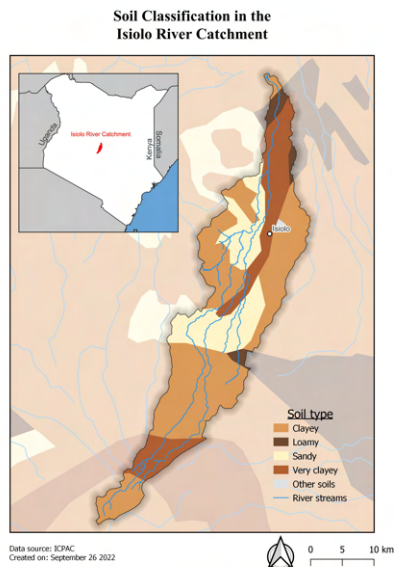 Soil Classification in the
Isiolo River Catchment
Uganda
Isiolo River Catchment
Kenya
Somalia
Isiolo
Soil type
Clayey
Loamy
Sandy
Very clayey
Other soils
River streams
Data source: ICPAC
Created on: September 26 2022
0 5 10 km